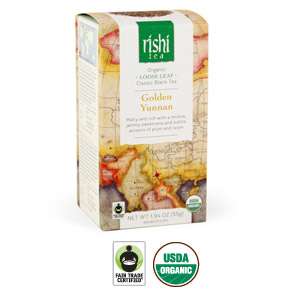 rishi
tea
Organic
~ LOOSE LEAF ~
Classic Black Tea
Golden
Yunnan
Malty and rich with a mellow,
jammy sweetness and subtle
accents of plum and raisin
USDA
ORGANIC
NET WT 1.94 OZ (55g)
FAIR TRADE
CERTIFIED
USDA
ORGANIC